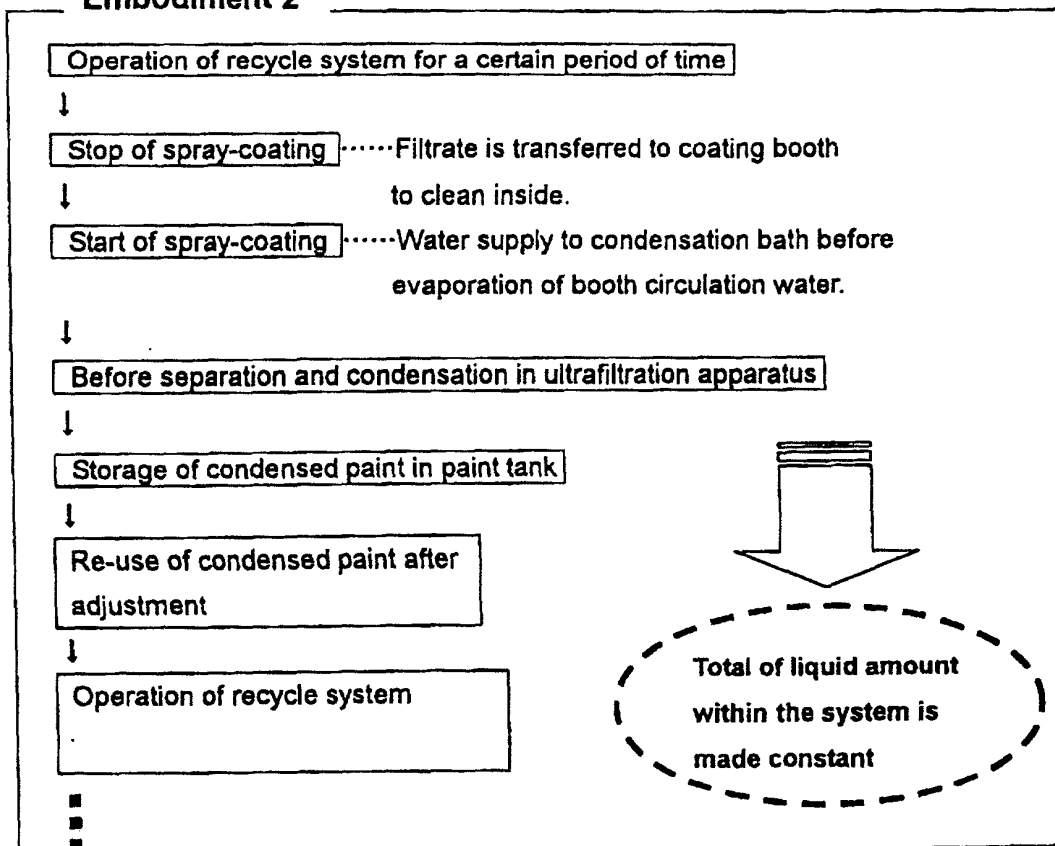 Embodiment 2
Operation of recycle system for a certain period of time
↓
Stop of spray-coating ······Filtrate is transferred to coating booth
↓ to clean inside.
Start of spray-coating ······Water supply to condensation bath before
evaporation of booth circulation water.
↓
Before separation and condensation in ultrafiltration apparatus
↓
Storage of condensed paint in paint tank
↓
Re-use of condensed paint after
adjustment
↓
Operation of recycle system
Total of liquid amount
within the system is
made constant